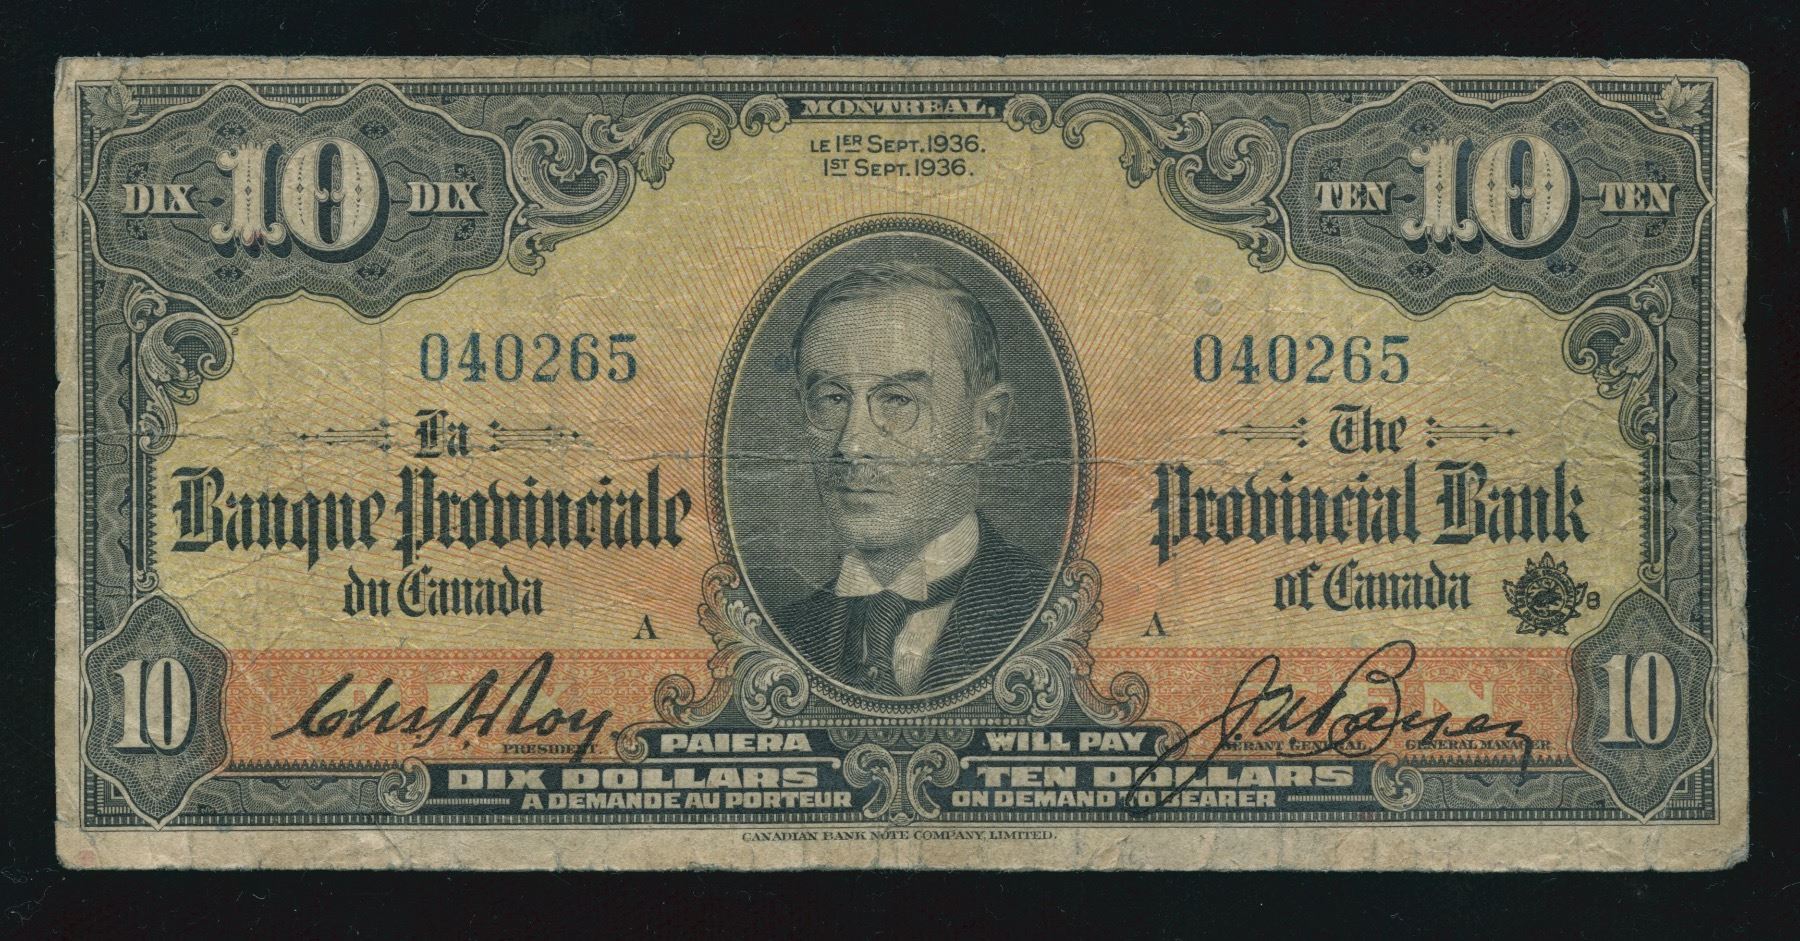 MONTREAL,
LE 1ER SEPT. 1936.
1ST SEPT. 1936.
DIX 10 DIX
TEN 10 TEN
040265
040265
La
Banque Provinciale
du Canada
The
Provincial Bank
of Canada
A
A
8
10
10
PRESIDENT.
GERANT GENERAL
GENERAL MANAGER
PAIERA
WILL PAY
DIX DOLLARS
TEN DOLLARS
A DEMANDE AU PORTEUR
ON DEMAND TO BEARER
CANADIAN BANK NOTE COMPANY, LIMITED.